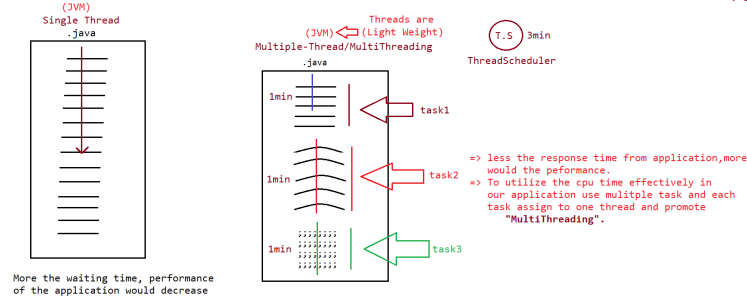 (JVM)
Single Thread
.java
More the waiting time, performance
of the application would decrease
Threads are
(JVM) (Light Weight)
Multiple-Thread/MultiThreading
.java
1min
task1
1min
task2
1min
task3
T.S 3min
ThreadScheduler
=> less the response time from application,more
would the peformance.
=> To utilize the cpu time effectively in
our application use mulitple task and each
task assign to one thread and promote
"MultiThreading".